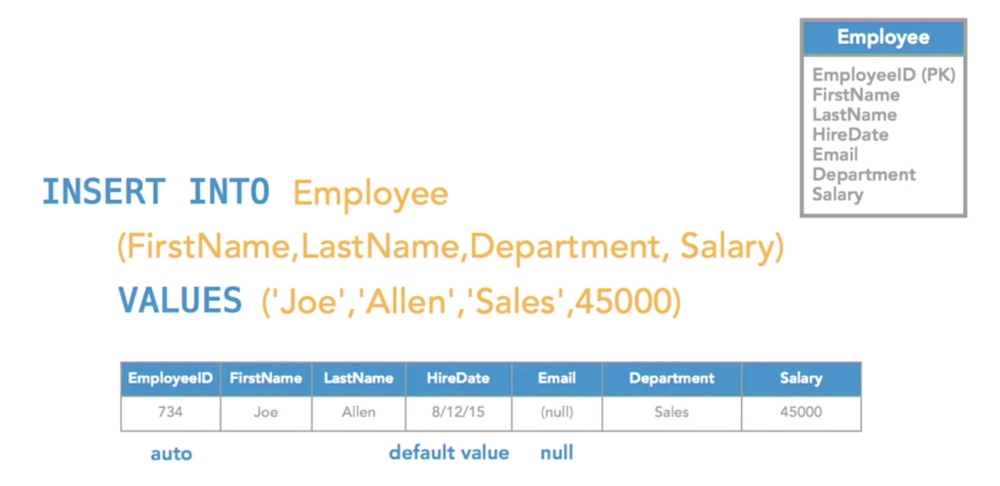 Employee
EmployeeID (PK)
FirstName
LastName
HireDate
Email
Department
Salary
INSERT INTO Employee
(FirstName,LastName,Department, Salary)
VALUES ('Joe','Allen','Sales',45000)
EmployeeID FirstName LastName HireDate Email Department Salary
734 Joe Allen 8/12/15 (null) Sales 45000
auto default value null